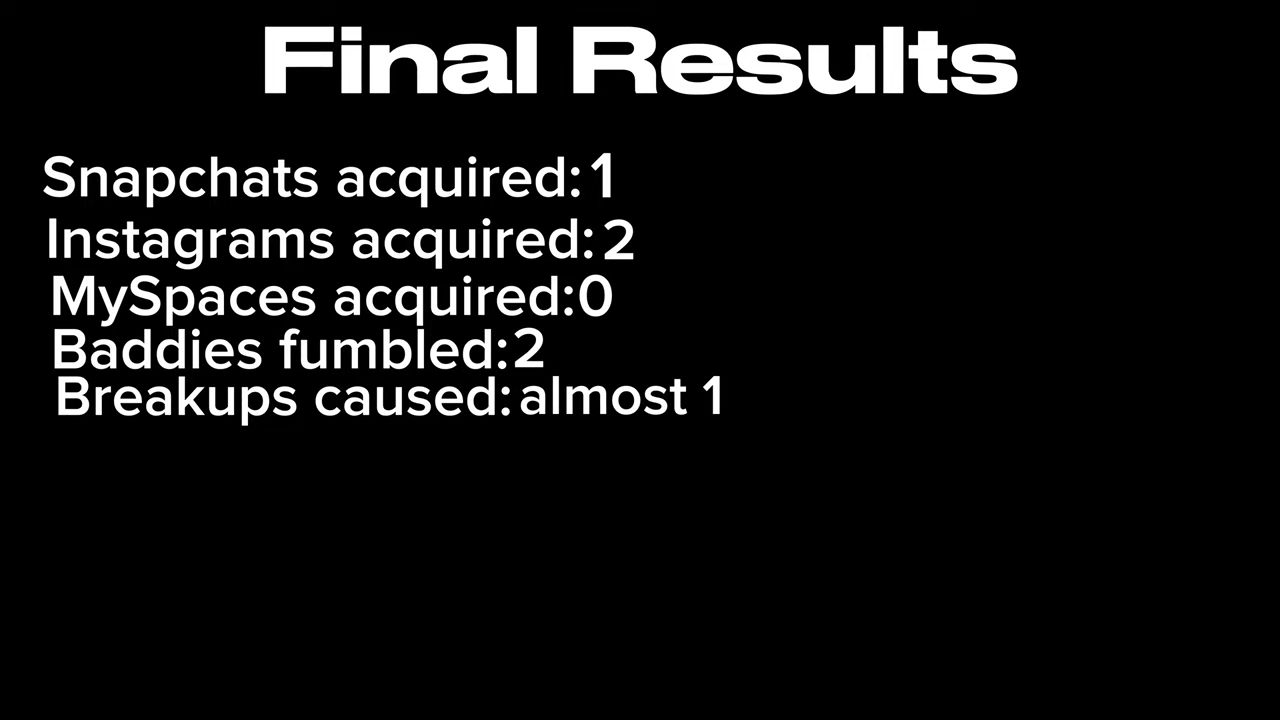 Final Results
Snapchats acquired: 1
Instagrams acquired: 2
MySpaces acquired:0
Baddies fumbled:2
Breakups caused: almost 1